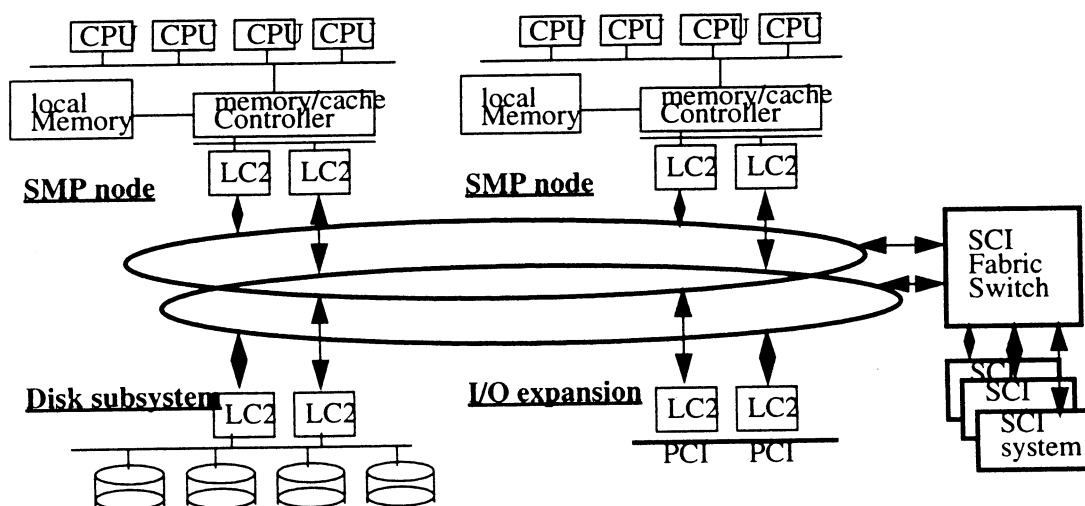 CPU CPU CPU CPU
CPU CPU CPU CPU
local
Memory
memory/cache
Controller
local
Memory
memory/cache
Controller
LC2 LC2
LC2 LC2
SMP node
SMP node
SCI
Fabric
Switch
Disk subsystem
LC2 LC2
I/O expansion
LC2 LC2
PCI PCI
SCI
SCI
SCI
system